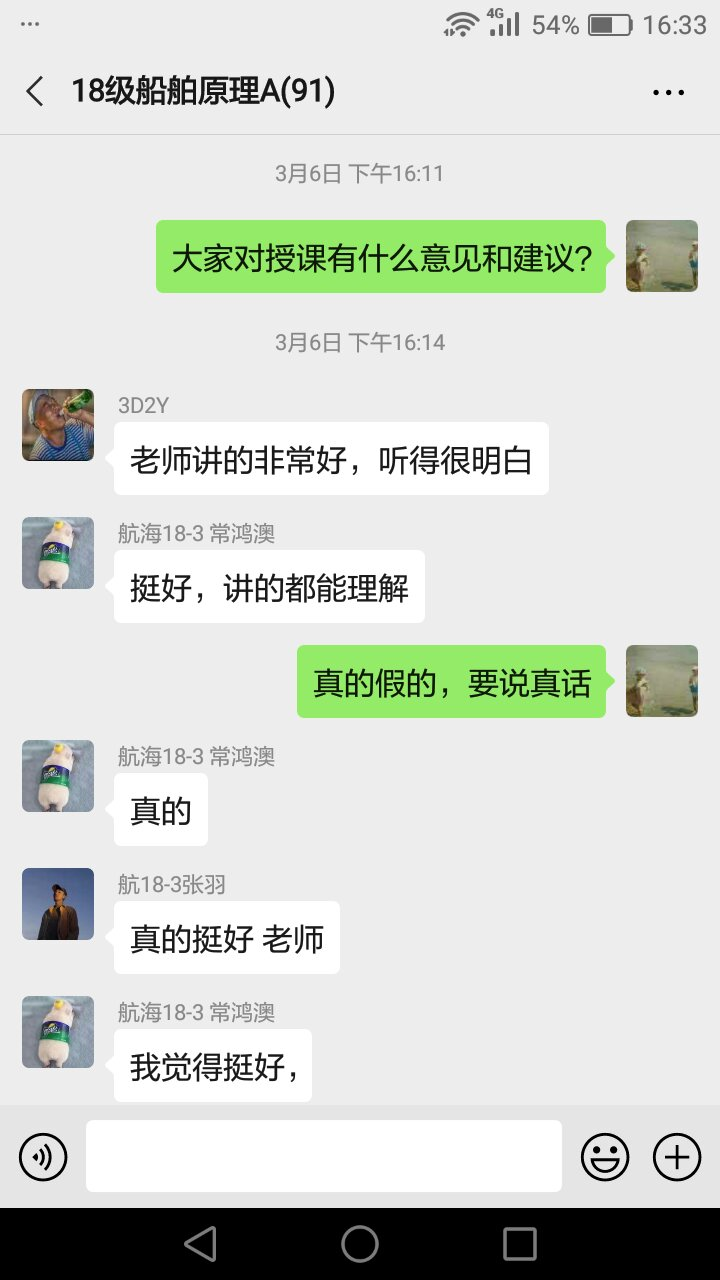 4G 54% 16:33
18级船舶原理A(91)
3月6日 下午16:11
大家对授课有什么意见和建议?
3月6日 下午16:14
3D2Y
老师讲的非常好，听得很明白
航海18-3 常鸿澳
挺好，讲的都能理解
真的假的，要说真话
航海18-3 常鸿澳
真的
航18-3张羽
真的挺好 老师
航海18-3 常鸿澳
我觉得挺好，